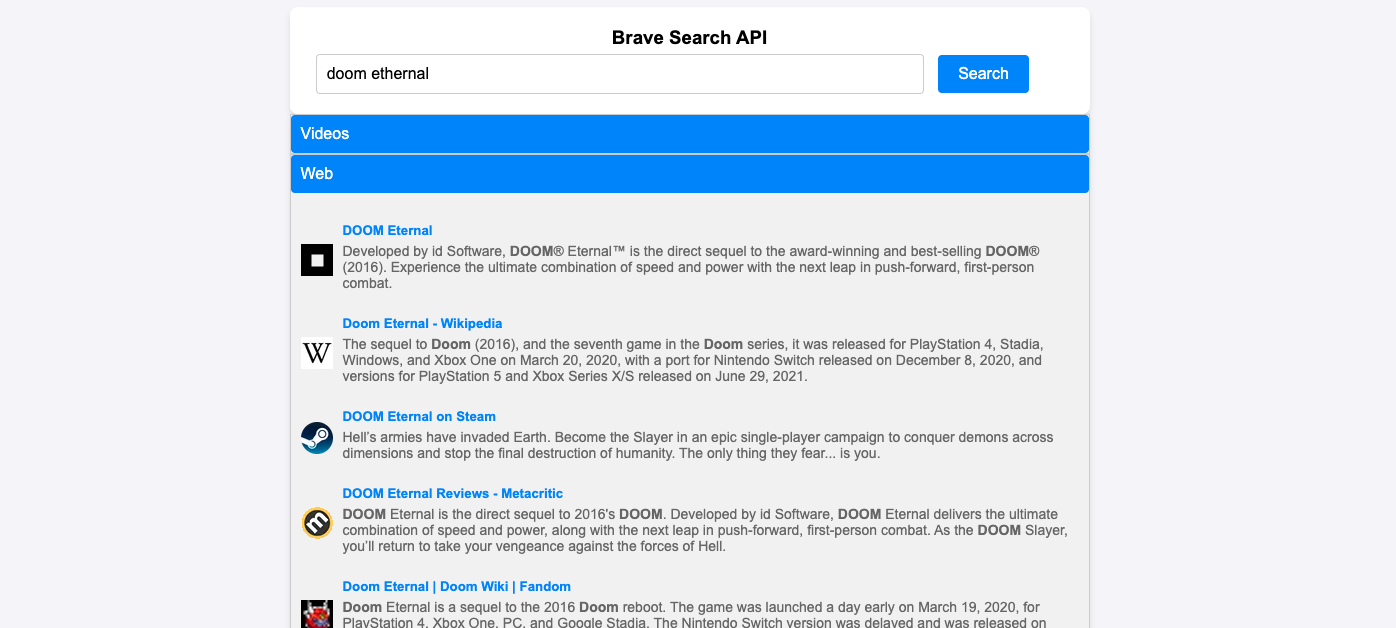 Brave Search API
doom ethernal
Search
Videos
Web
DOOM Eternal
Developed by id Software, DOOM® Eternal™ is the direct sequel to the award-winning and best-selling DOOM®
(2016). Experience the ultimate combination of speed and power with the next leap in push-forward, first-person
combat.
Doom Eternal - Wikipedia
W
The sequel to Doom (2016), and the seventh game in the Doom series, it was released for PlayStation 4, Stadia,
Windows, and Xbox One on March 20, 2020, with a port for Nintendo Switch released on December 8, 2020, and
versions for PlayStation 5 and Xbox Series X/S released on June 29, 2021.
DOOM Eternal on Steam
Hell's armies have invaded Earth. Become the Slayer in an epic single-player campaign to conquer demons across
dimensions and stop the final destruction of humanity. The only thing they fear... is you.
DOOM Eternal Reviews - Metacritic
DOOM Eternal is the direct sequel to 2016's DOOM. Developed by id Software, DOOM Eternal delivers the ultimate
combination of speed and power, along with the next leap in push-forward, first-person combat. As the DOOM Slayer,
you'll return to take your vengeance against the forces of Hell.
Doom Eternal | Doom Wiki | Fandom
Doom Eternal is a sequel to the 2016 Doom reboot. The game was launched a day early on March 19, 2020, for
PlayStation 4, Xbox One, PC, and Google Stadia. The Nintendo Switch version was delayed and was released on